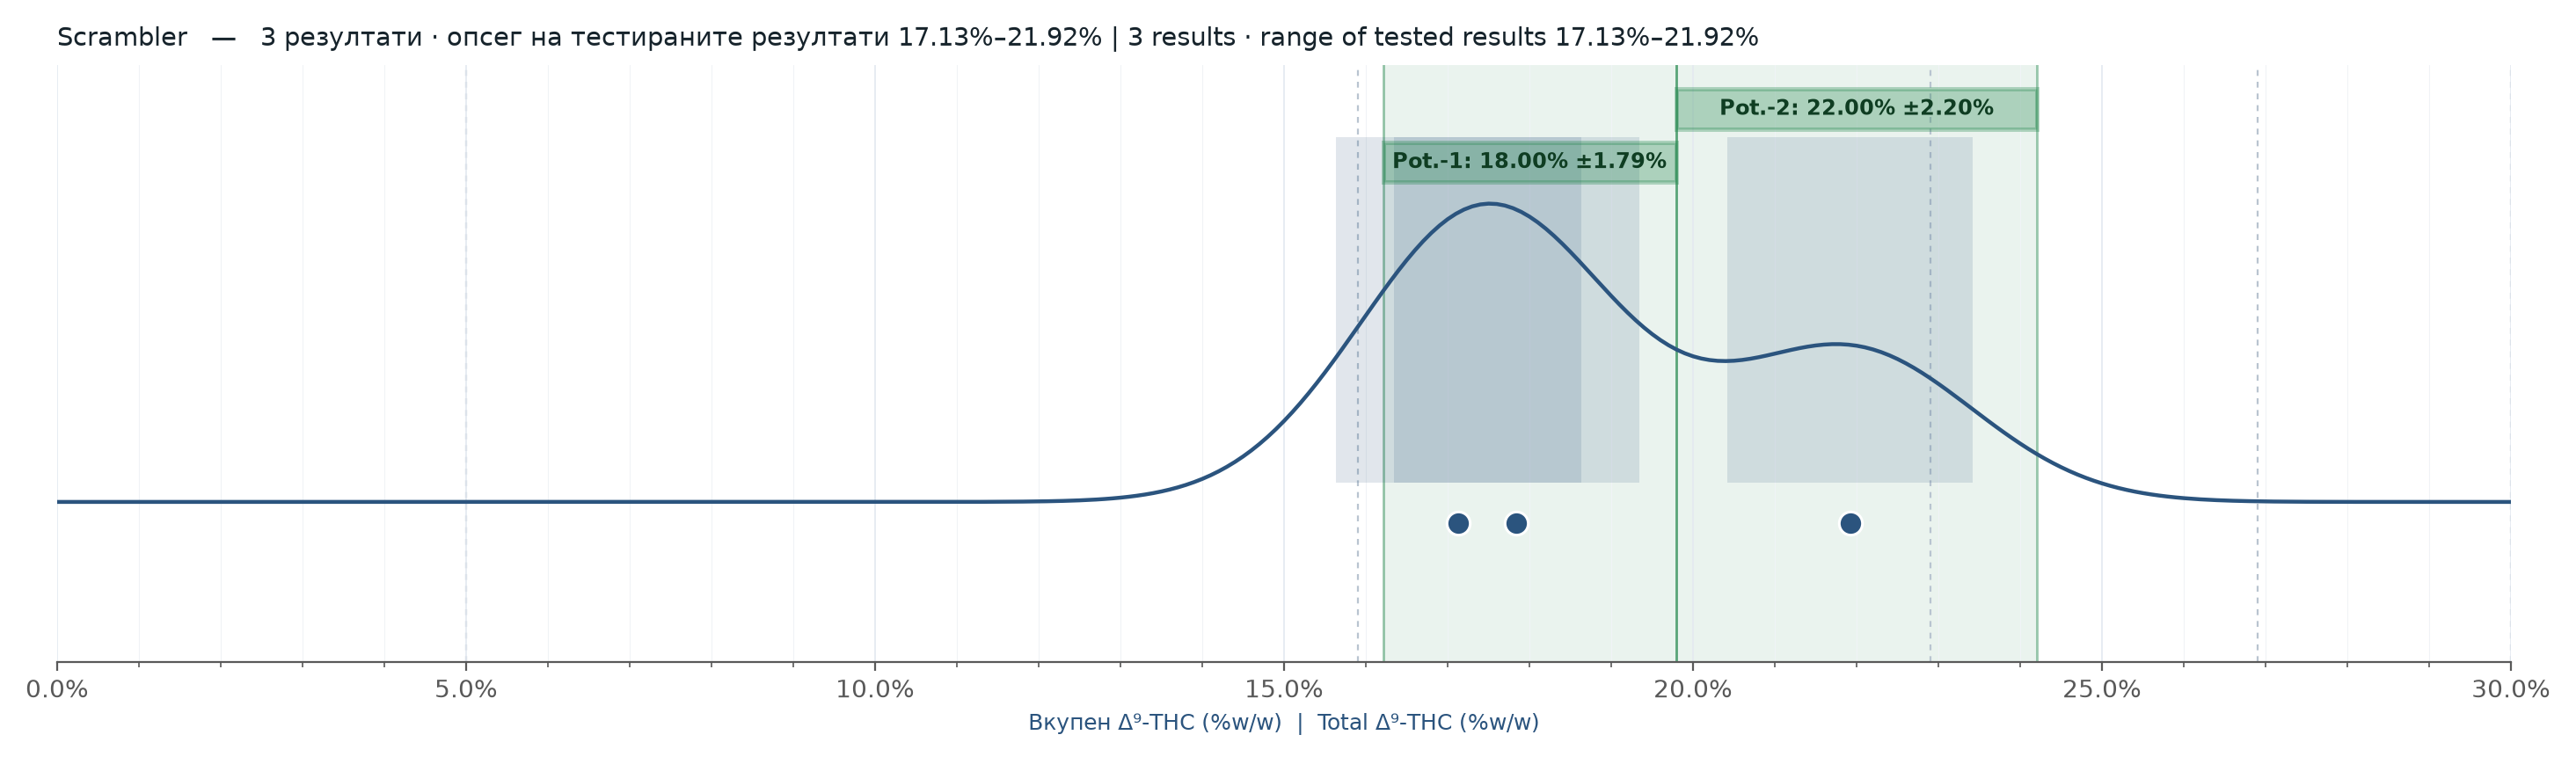 Scrambler — 3 резултати · опсег на тестираните резултати 17.13%–21.92% | 3 results · range of tested results 17.13%–21.92%
Pot.-2: 22.00% ±2.20%
Pot.-1: 18.00% ±1.79%
0.0% 5.0% 10.0% 15.0% 20.0% 25.0% 30.0%
Вкупен Δ⁹-THC (%w/w) | Total Δ⁹-THC (%w/w)